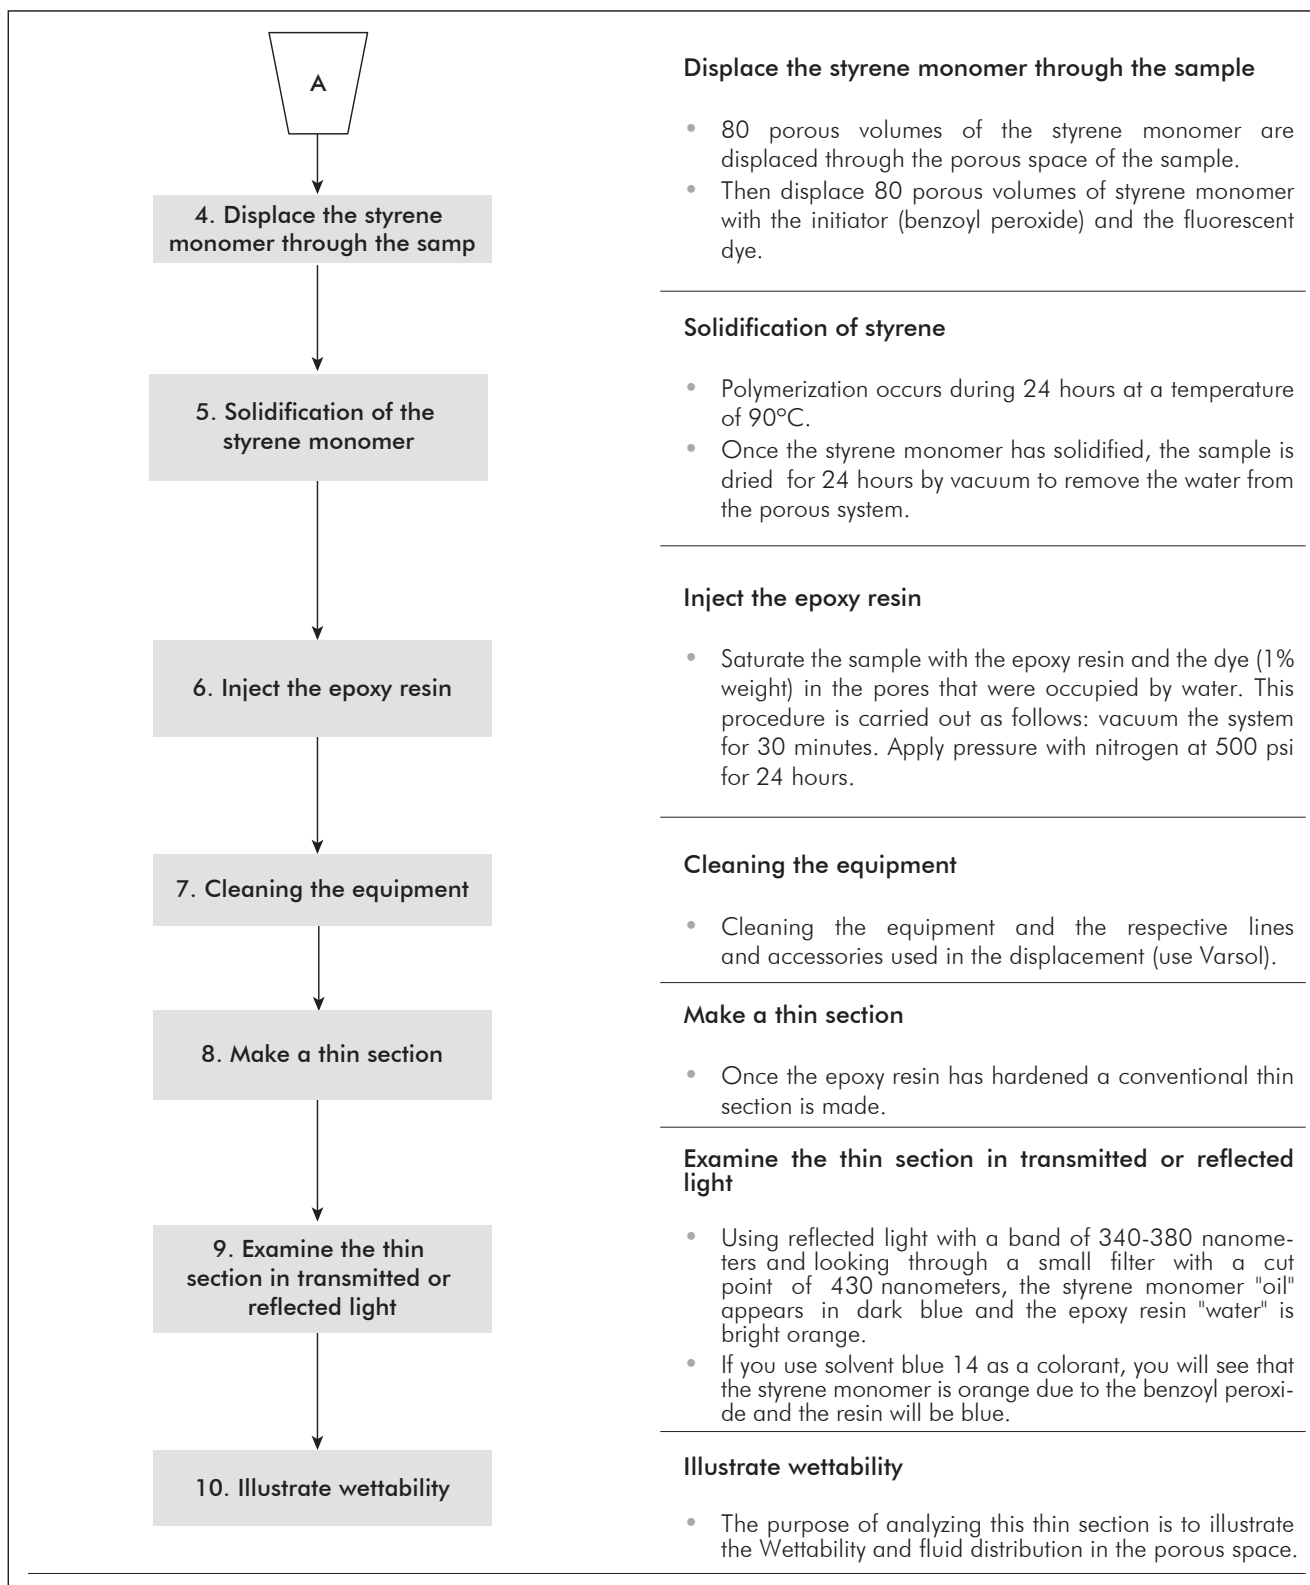 A
4. Displace the styrene
monomer through the samp
5. Solidification of the
styrene monomer
6. Inject the epoxy resin
7. Cleaning the equipment
8. Make a thin section
9. Examine the thin
section in transmitted or
reflected light
10. Illustrate wettability
Displace the styrene monomer through the sample
• 80 porous volumes of the styrene monomer are
displaced through the porous space of the sample.
• Then displace 80 porous volumes of styrene monomer
with the initiator (benzoyl peroxide) and the fluorescent
dye.
Solidification of styrene
• Polymerization occurs during 24 hours at a temperature
of 90ºC.
• Once the styrene monomer has solidified, the sample is
dried for 24 hours by vacuum to remove the water from
the porous system.
Inject the epoxy resin
• Saturate the sample with the epoxy resin and the dye (1%
weight) in the pores that were occupied by water. This
procedure is carried out as follows: vacuum the system
for 30 minutes. Apply pressure with nitrogen at 500 psi
for 24 hours.
Cleaning the equipment
• Cleaning the equipment and the respective lines
and accessories used in the displacement (use Varsol).
Make a thin section
• Once the epoxy resin has hardened a conventional thin
section is made.
Examine the thin section in transmitted or reflected
light
• Using reflected light with a band of 340-380 nanome-
ters and looking through a small filter with a cut
point of 430 nanometers, the styrene monomer "oil"
appears in dark blue and the epoxy resin "water" is
bright orange.
• If you use solvent blue 14 as a colorant, you will see that
the styrene monomer is orange due to the benzoyl peroxi-
de and the resin will be blue.
Illustrate wettability
• The purpose of analyzing this thin section is to illustrate
the Wettability and fluid distribution in the porous space.